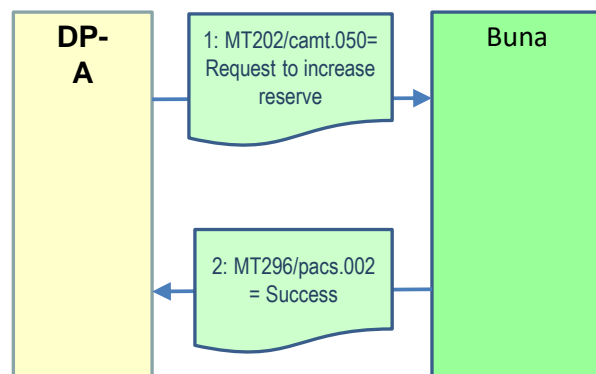 DP-
A
1: MT202/camt.050=
Request to increase
reserve
Buna
2: MT296/pacs.002
= Success